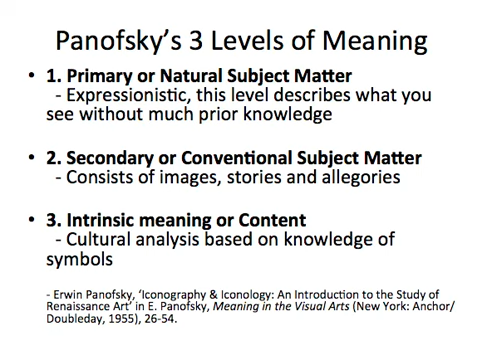 Panofsky's 3 Levels of Meaning
• 1. Primary or Natural Subject Matter
- Expressionistic, this level describes what you
see without much prior knowledge
• 2. Secondary or Conventional Subject Matter
- Consists of images, stories and allegories
• 3. Intrinsic meaning or Content
- Cultural analysis based on knowledge of
symbols
- Erwin Panofsky, 'Iconography & Iconology: An Introduction to the Study of
Renaissance Art' in E. Panofsky, Meaning in the Visual Arts (New York: Anchor/
Doubleday, 1955), 26-54.